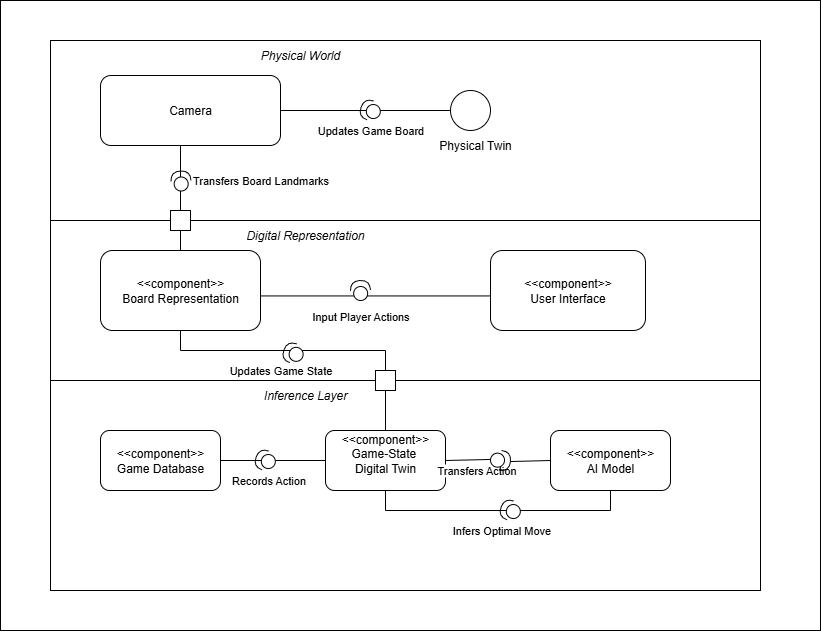 Physical World
Camera
Updates Game Board
Physical Twin
Transfers Board Landmarks
Digital Representation
<<component>>
Board Representation
<<component>>
User Interface
Input Player Actions
Updates Game State
Inference Layer
<<component>>
Game Database
Records Action
<<component>>
Game-State
Digital Twin
Transfers Action
<<component>>
AI Model
Infers Optimal Move